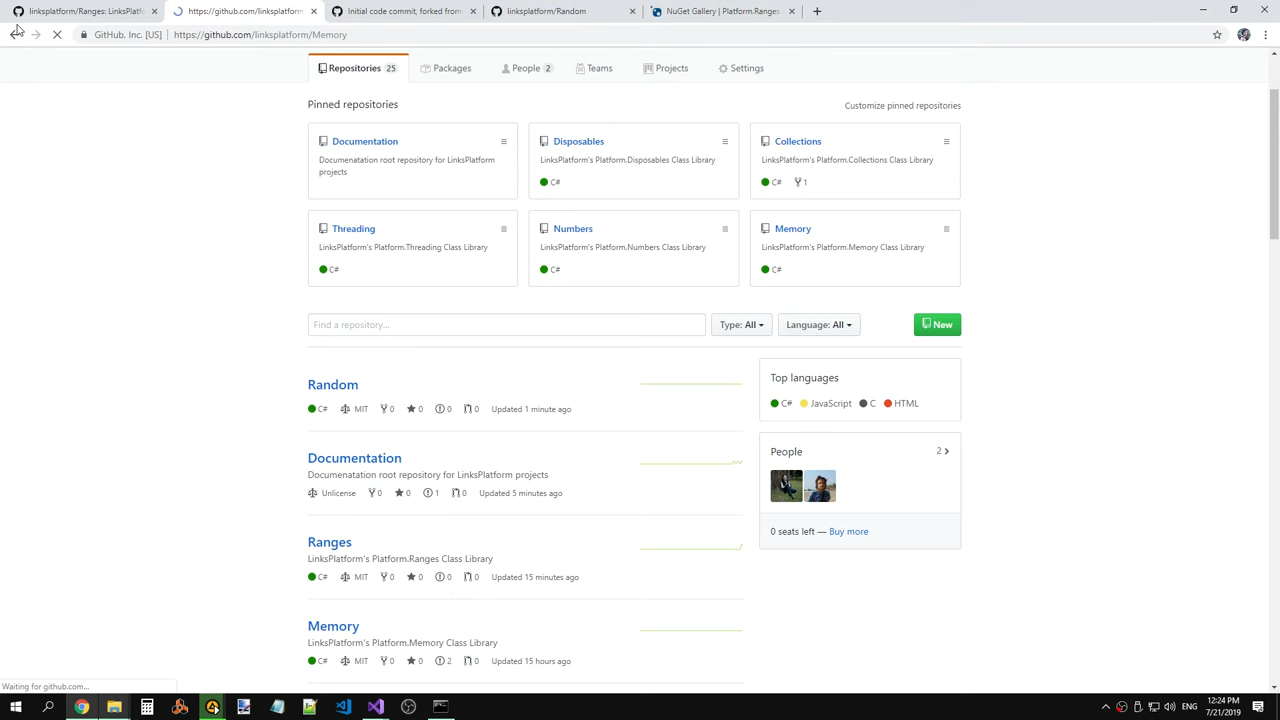 linksplatform/Ranges: LinksPlatf
https://github.com/linksplatform
Initial code commit, forked from
linksplatform/Random
NuGet Gallery | Platform.Ranges
GitHub, Inc. [US] | https://github.com/linksplatform/Memory
Repositories 25 Packages People 2 Teams Projects Settings
Pinned repositories
Customize pinned repositories
Documentation
Documenatation root repository for LinksPlatform
projects
Disposables
LinksPlatform's Platform.Disposables Class Library
C#
Collections
LinksPlatform's Platform.Collections Class Library
C# 1
Threading
LinksPlatform's Platform.Threading Class Library
C#
Numbers
LinksPlatform's Platform.Numbers Class Library
C#
Memory
LinksPlatform's Platform.Memory Class Library
C#
Find a repository...
Type: All
Language: All
New
Random
C# MIT 0 0 0 0 Updated 1 minute ago
Documentation
Documenatation root repository for LinksPlatform projects
Unlicense 0 0 1 0 Updated 5 minutes ago
Ranges
LinksPlatform's Platform.Ranges Class Library
C# MIT 0 0 0 0 Updated 15 minutes ago
Memory
LinksPlatform's Platform.Memory Class Library
C# MIT 0 0 2 0 Updated 15 hours ago
Top languages
C# JavaScript C HTML
People
2
0 seats left — Buy more
Waiting for github.com...
ENG
12:24 PM
7/21/2019